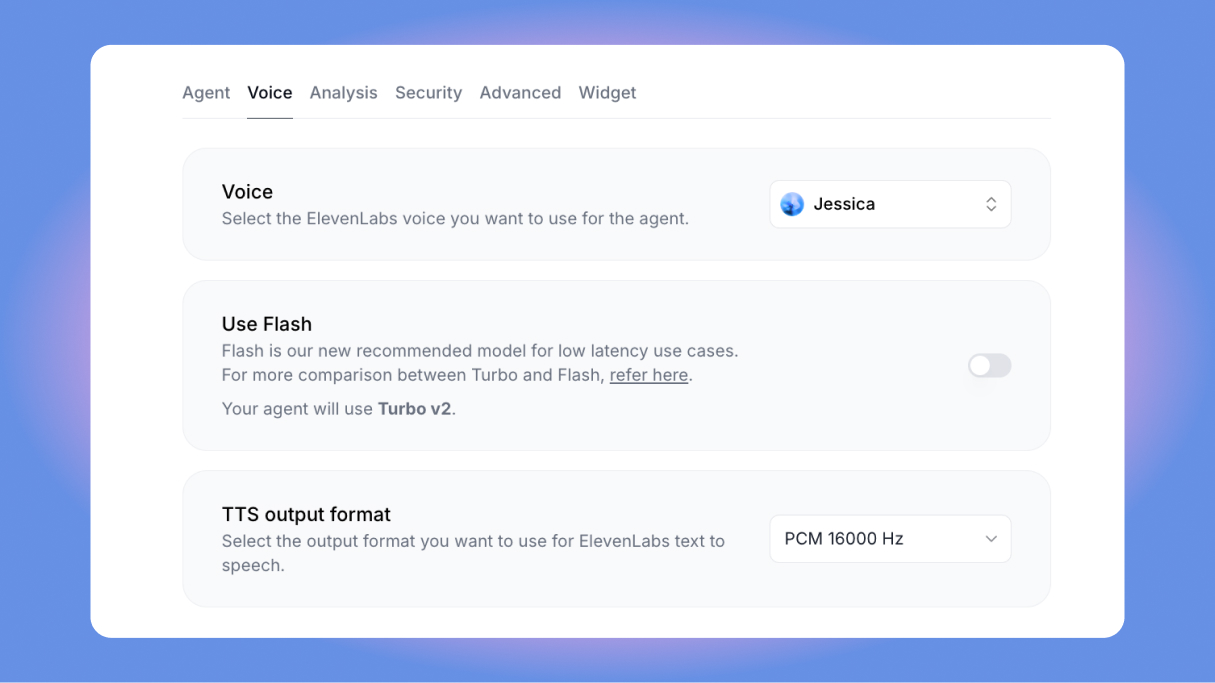 Agent Voice Analysis Security Advanced Widget
Voice
Select the ElevenLabs voice you want to use for the agent.
Jessica
Use Flash
Flash is our new recommended model for low latency use cases.
For more comparison between Turbo and Flash, refer here.
Your agent will use Turbo v2.
TTS output format
Select the output format you want to use for ElevenLabs text to
speech.
PCM 16000 Hz